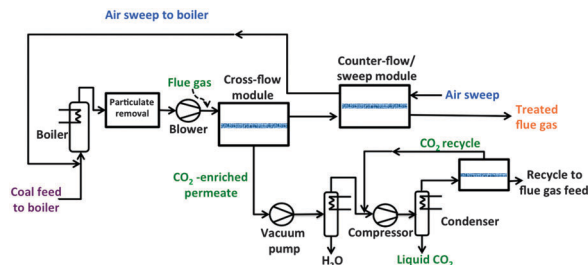 Air sweep to boiler
Flue gas
Cross-flow
module
Counter-flow/
sweep module
Particulate
removal
Boiler
Blower
Air sweep
Treated
flue gas
Coal feed
to boiler
CO₂ -enriched
permeate
CO₂ recycle
Recycle to
flue gas feed
Vacuum
pump
Compressor
Condenser
H₂O
Liquid CO₂